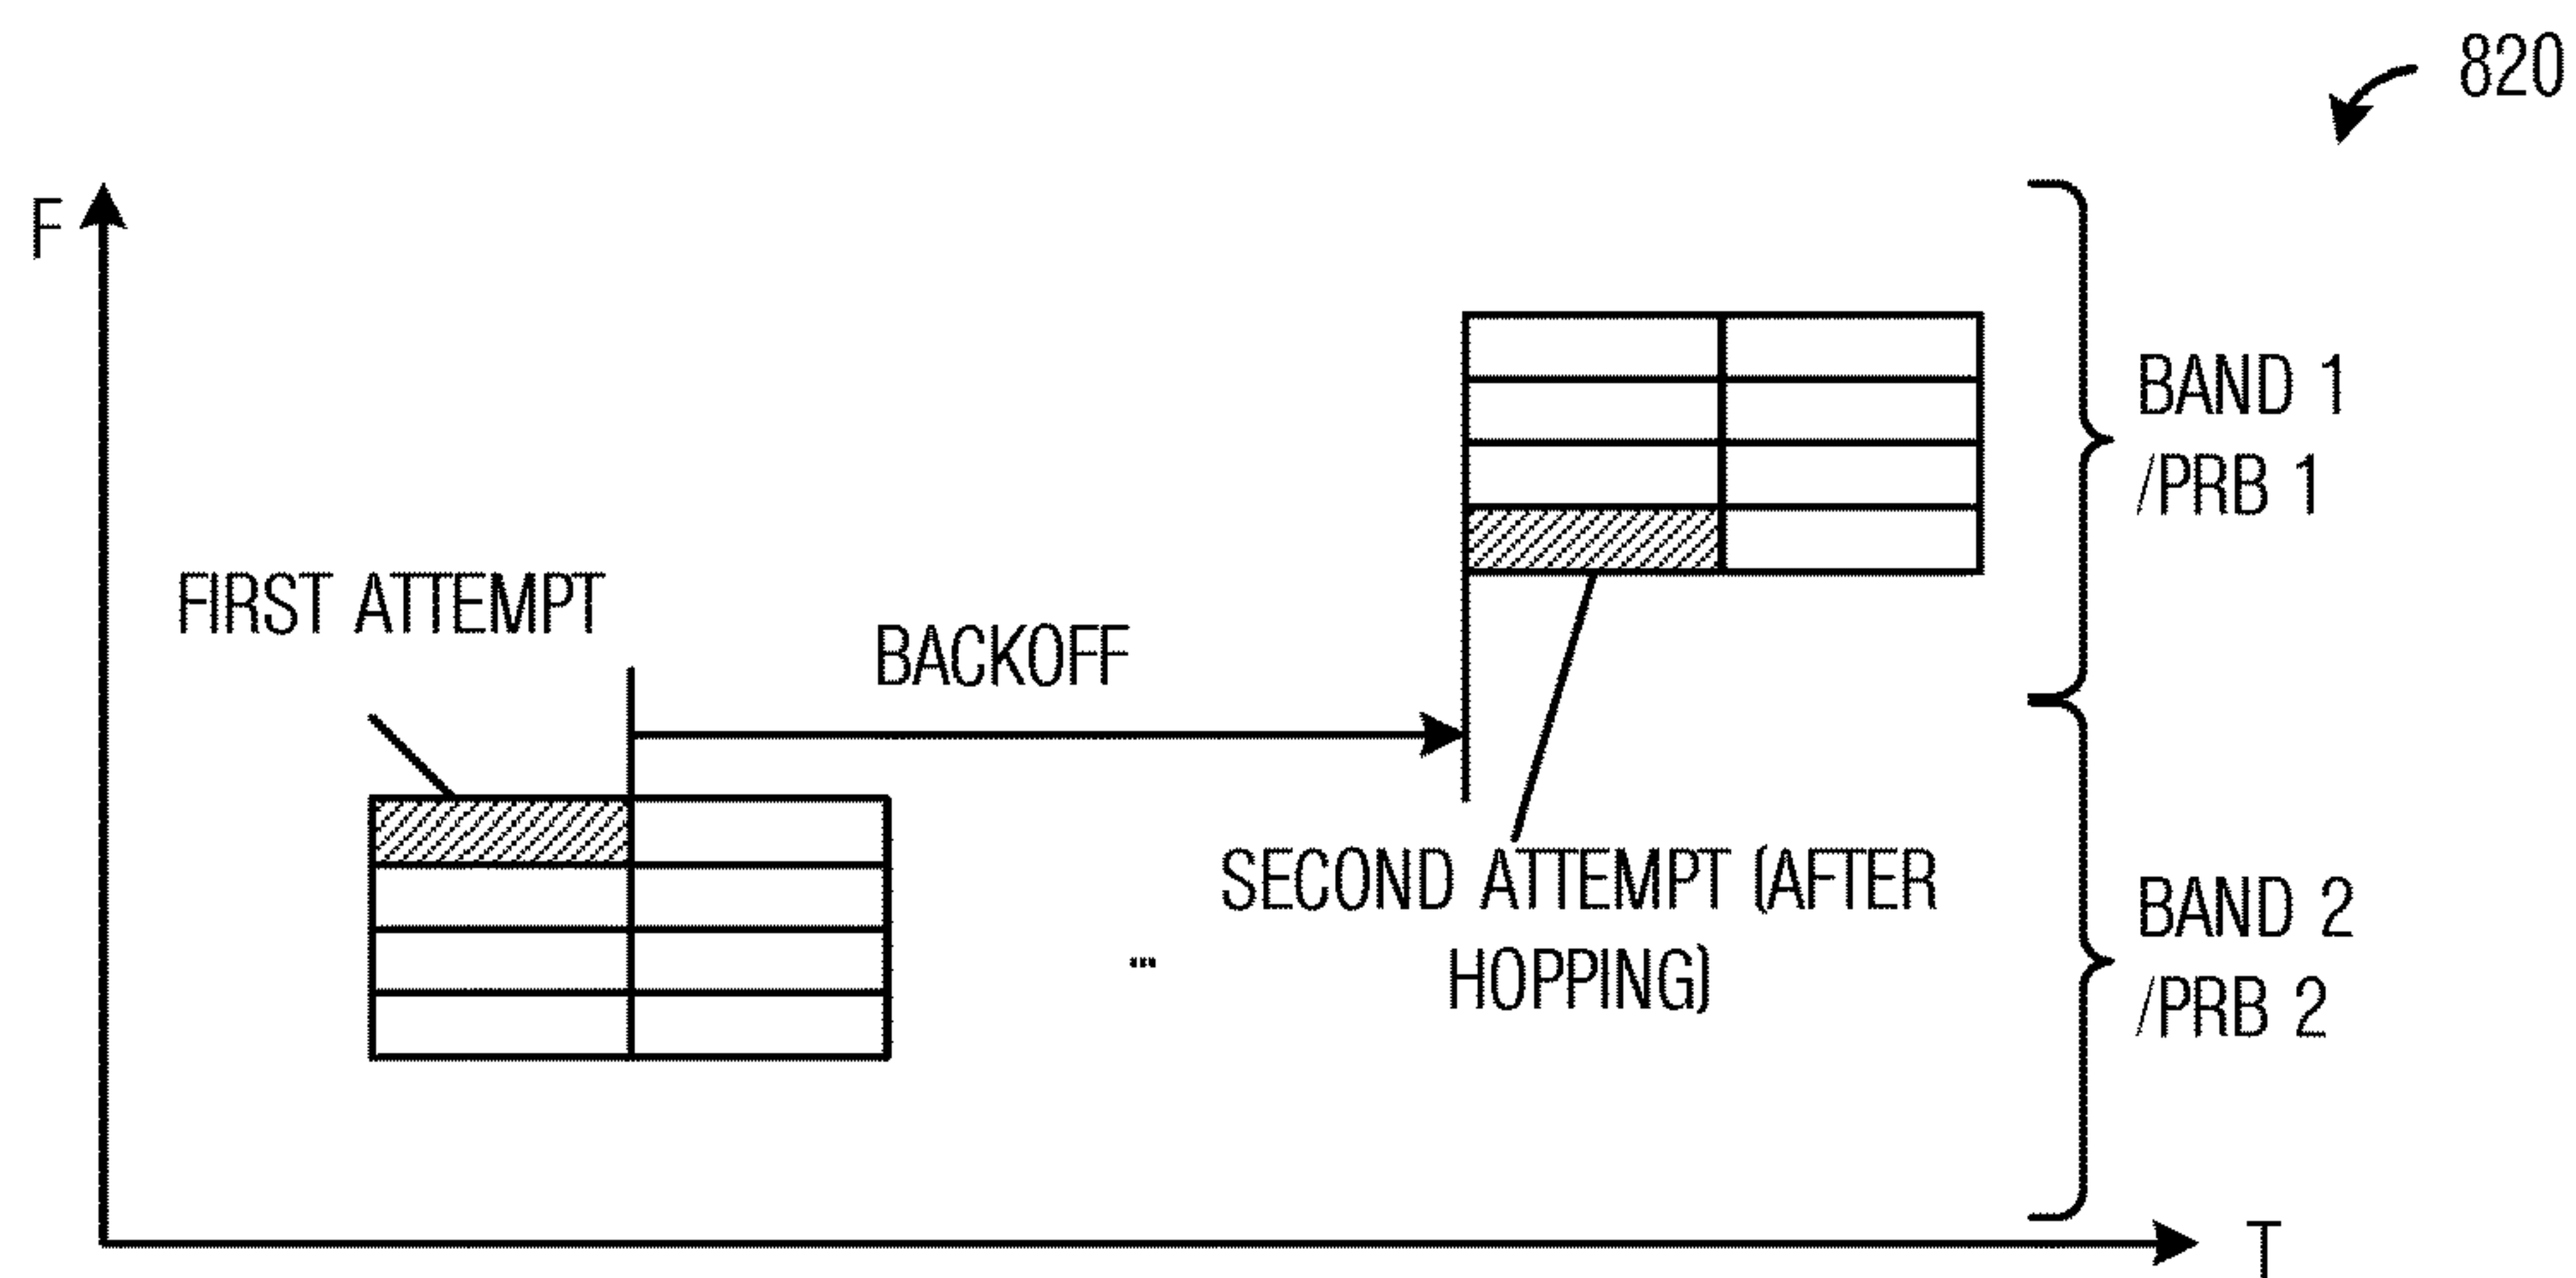 820
F
BAND 1
/PRB 1
FIRST ATTEMPT
BACKOFF
SECOND ATTEMPT (AFTER
HOPPING)
...
BAND 2
/PRB 2
T